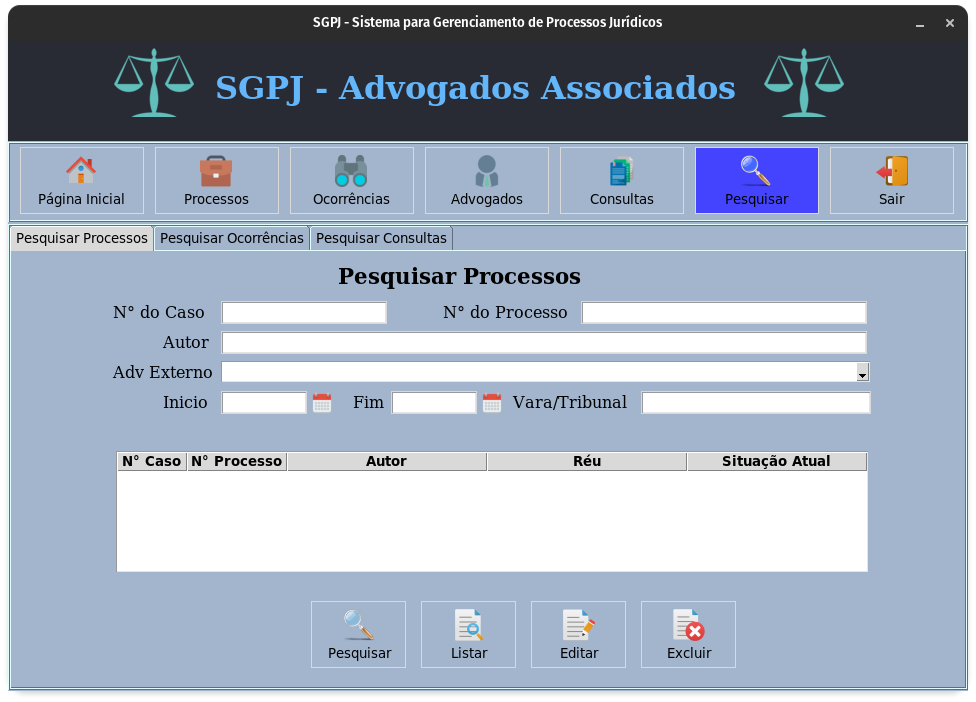 SGPJ - Sistema para Gerenciamento de Processos Jurídicos
SGPJ - Advogados Associados
Página Inicial Processos Ocorrências Advogados Consultas Pesquisar Sair
Pesquisar Processos Pesquisar Ocorrências Pesquisar Consultas
Pesquisar Processos
N° do Caso N° do Processo
Autor
Adv Externo
Inicio Fim Vara/Tribunal
N° Caso N° Processo Autor Réu Situação Atual
Pesquisar Listar Editar Excluir